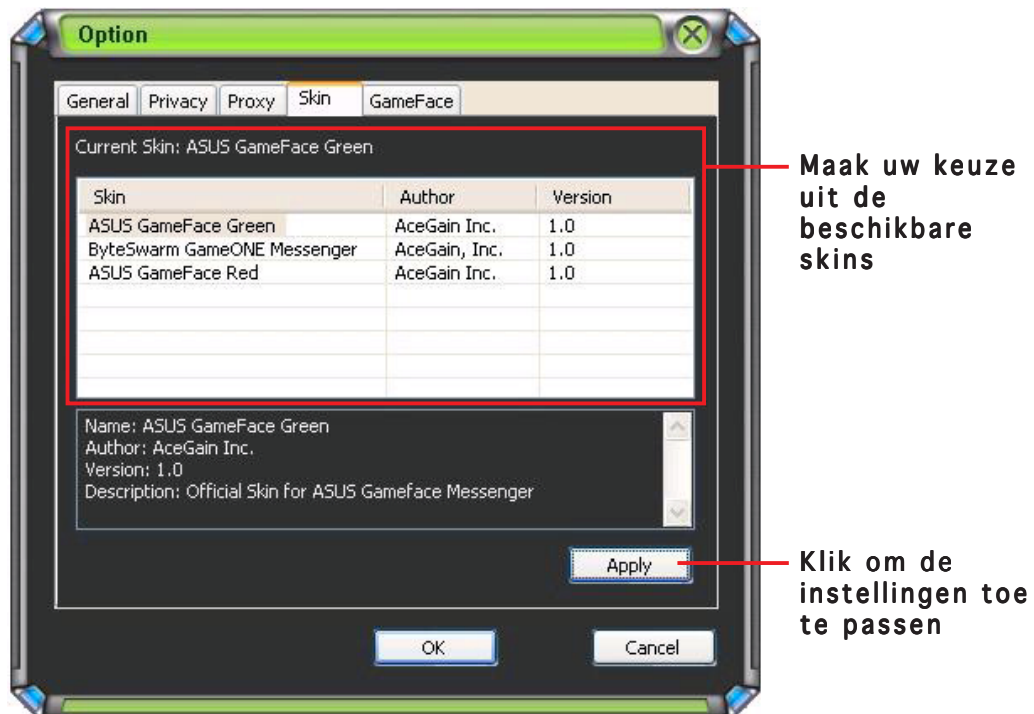 Option
General Privacy Proxy Skin GameFace
Current Skin: ASUS GameFace Green
Skin Author Version
ASUS GameFace Green AceGain Inc. 1.0
ByteSwarm GameONE Messenger AceGain, Inc. 1.0
ASUS GameFace Red AceGain Inc. 1.0
Name: ASUS GameFace Green
Author: AceGain Inc.
Version: 1.0
Description: Official Skin for ASUS Gameface Messenger
Apply
OK Cancel
Maak uw keuze
uit de
beschikbare
skins
Klik om de
instellingen toe
te passen